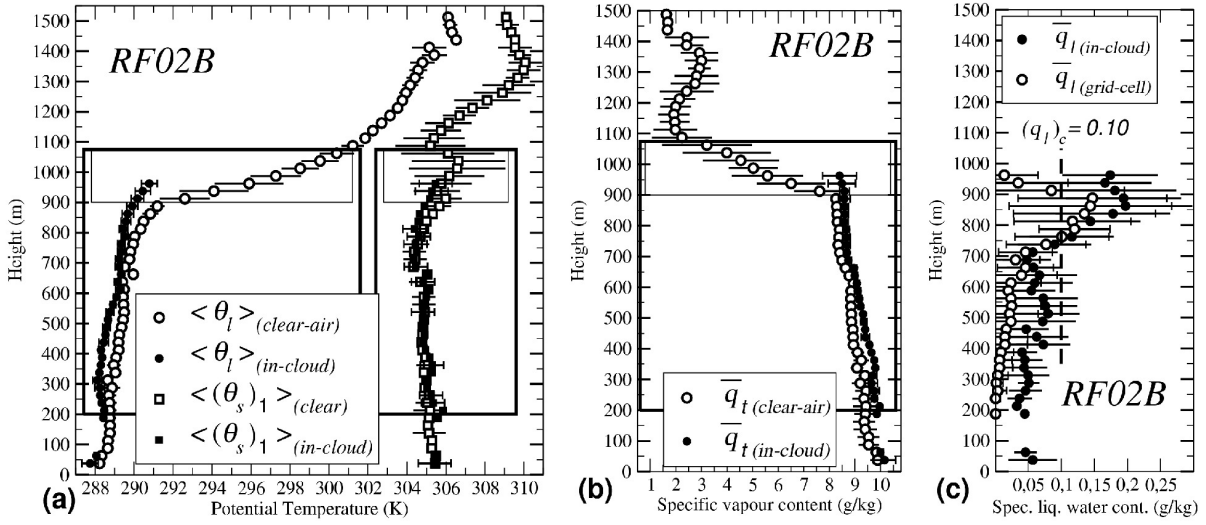 RF02B
1500
1400
1300
1200
1100
1000
900
800
700
600
500
400
300
200
100
0
Height (m)
288 290 292 294 296 298 300 302 304 306 308 310
Potential Temperature (K)
(a)
< θl >(clear-air)
< θl >(in-cloud)
< (θs)1 >(clear)
< (θs)1 >(in-cloud)
RF02B
1500
1400
1300
1200
1100
1000
900
800
700
600
500
400
300
200
100
0
Height (m)
1 2 3 4 5 6 7 8 9 10
Specific vapour content (g/kg)
(b)
q̅t (clear-air)
q̅t (in-cloud)
q̅l (in-cloud)
q̅l (grid-cell)
(ql)c = 0.10
RF02B
1500
1400
1300
1200
1100
1000
900
800
700
600
500
400
300
200
100
0
Height (m)
0,05 0,1 0,15 0,2 0,25
Spec. liq. water cont. (g/kg)
(c)